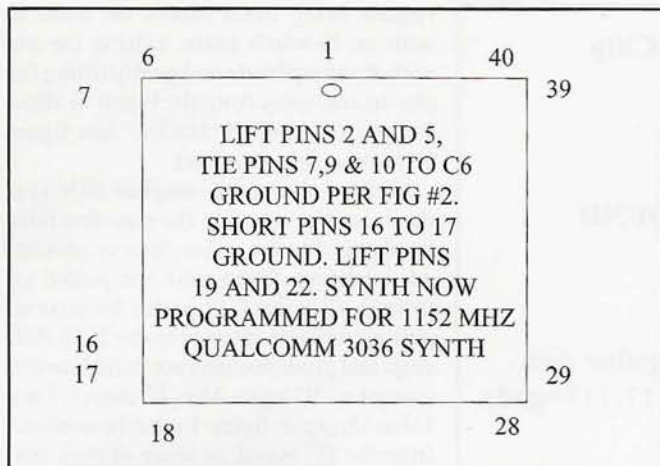 6 1 40
7 39
LIFT PINS 2 AND 5,
TIE PINS 7,9 & 10 TO C6
GROUND PER FIG #2.
SHORT PINS 16 TO 17
GROUND. LIFT PINS
19 AND 22. SYNTH NOW
PROGRAMMED FOR 1152 MHZ
16
QUALCOMM 3036 SYNTH
17 29
18 28